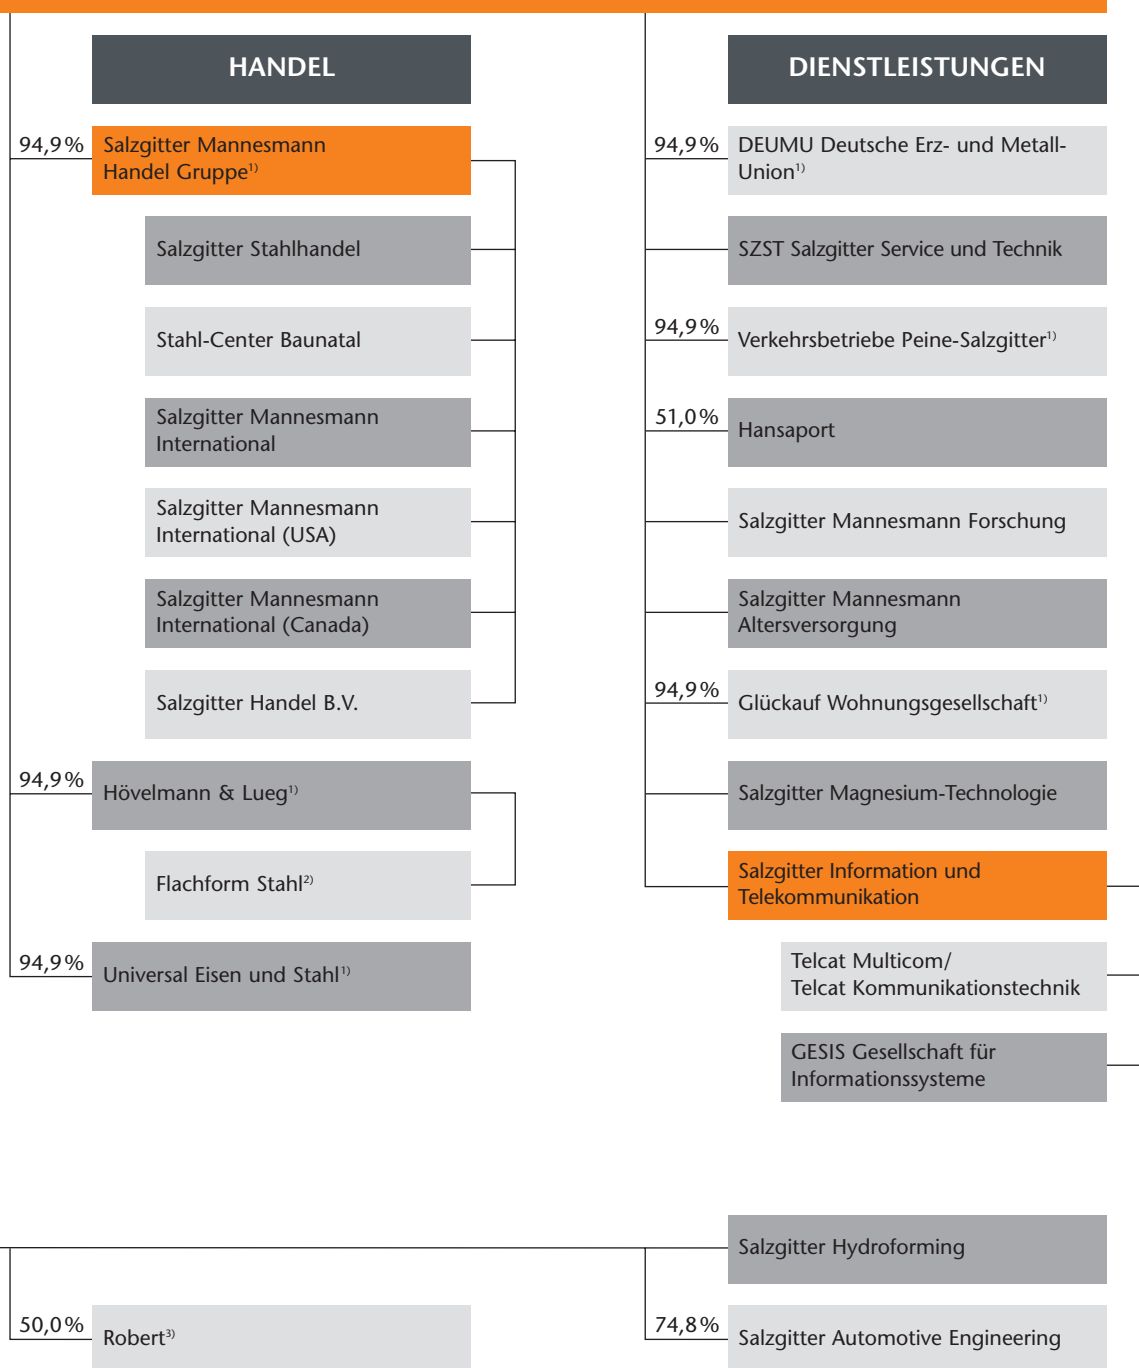 HANDEL
94,9%
Salzgitter Mannesmann
Handel Gruppe¹⁾
Salzgitter Stahlhandel
Stahl-Center Baunatal
Salzgitter Mannesmann
International
Salzgitter Mannesmann
International (USA)
Salzgitter Mannesmann
International (Canada)
Salzgitter Handel B.V.
94,9%
Hövelmann & Lueg¹⁾
Flachform Stahl²⁾
94,9%
Universal Eisen und Stahl¹⁾
DIENSTLEISTUNGEN
94,9%
DEUMU Deutsche Erz- und Metall-
Union¹⁾
SZST Salzgitter Service und Technik
94,9%
Verkehrsbetriebe Peine-Salzgitter¹⁾
51,0%
Hansaport
Salzgitter Mannesmann Forschung
Salzgitter Mannesmann
Altersversorgung
94,9%
Glückauf Wohnungsgesellschaft¹⁾
Salzgitter Magnesium-Technologie
Salzgitter Information und
Telekommunikation
Telcat Multicom/
Telcat Kommunikationstechnik
GESIS Gesellschaft für
Informationssysteme
Salzgitter Hydroforming
50,0%
Robert³⁾
74,8%
Salzgitter Automotive Engineering